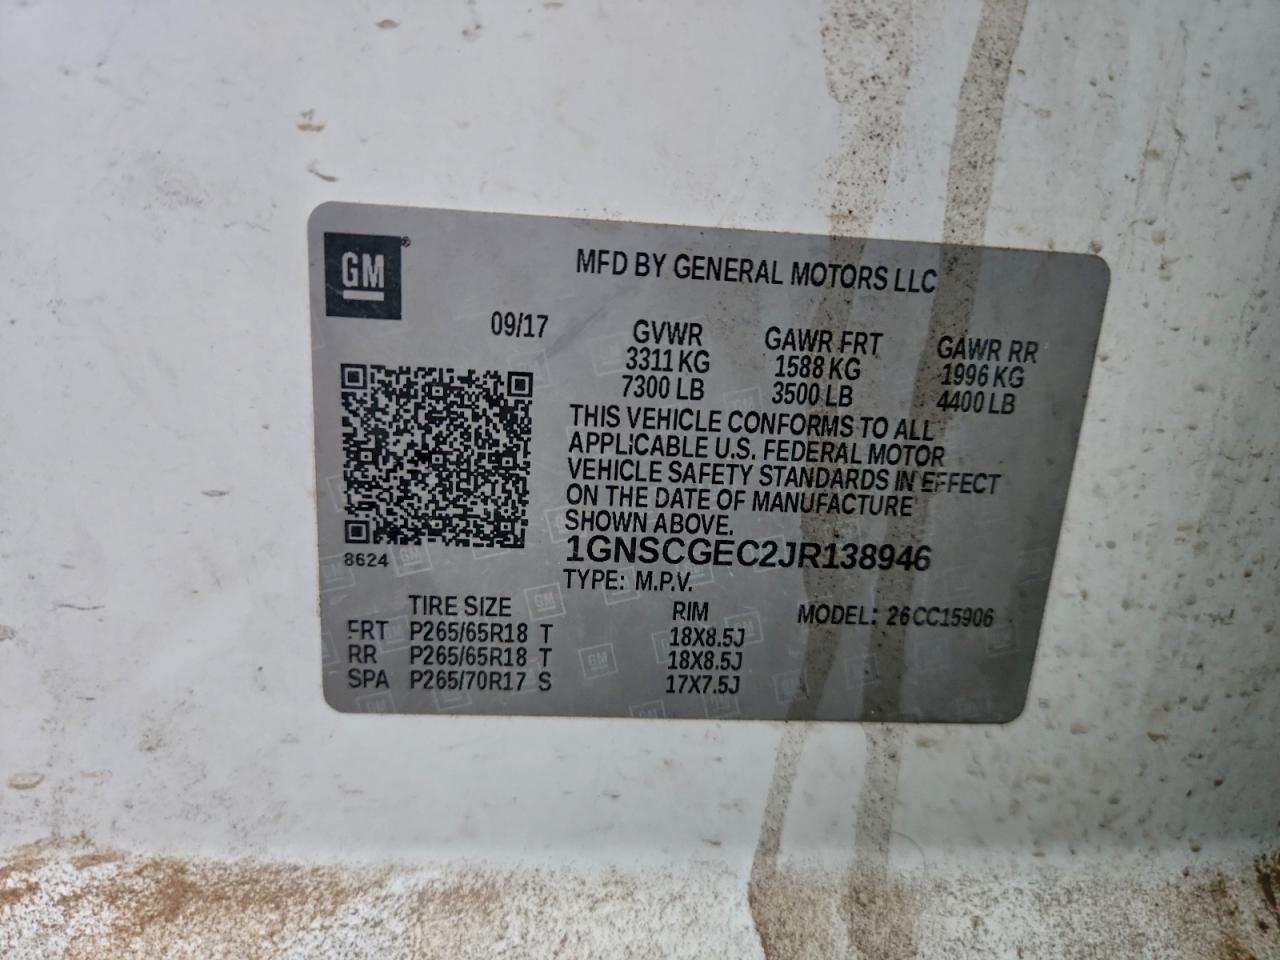 GM
MFD BY GENERAL MOTORS LLC
09/17
GVWR GAWR FRT GAWR RR
3311 KG 1588 KG 1996 KG
7300 LB 3500 LB 4400 LB
THIS VEHICLE CONFORMS TO ALL
APPLICABLE U.S. FEDERAL MOTOR
VEHICLE SAFETY STANDARDS IN EFFECT
ON THE DATE OF MANUFACTURE
SHOWN ABOVE.
8624
1GNSCGEC2JR138946
TYPE: M.P.V.
TIRE SIZE RIM MODEL: 26 CC15906
FRT P265/65R18 T 18X8.5J
RR P265/65R18 T 18X8.5J
SPA P265/70R17 S 17X7.5J